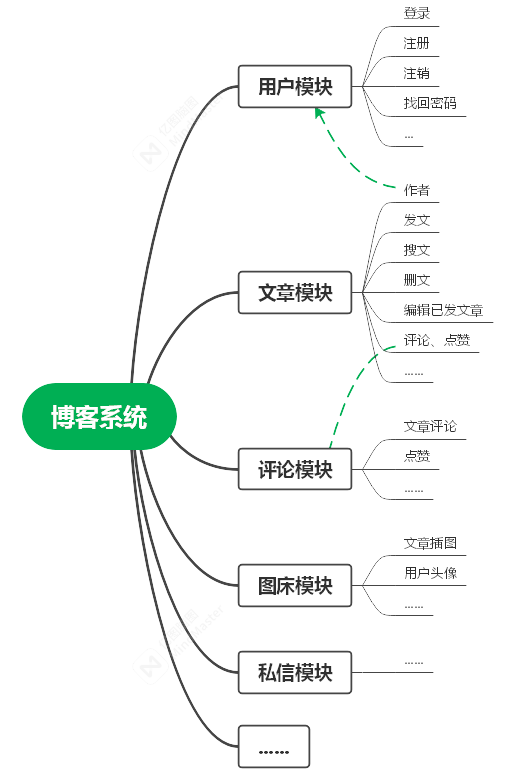 博客系统
用户模块
登录
注册
注销
找回密码
...
文章模块
作者
发文
搜文
删文
编辑已发文章
评论、点赞
......
评论模块
文章评论
点赞
......
图床模块
文章插图
用户头像
......
私信模块
......
......